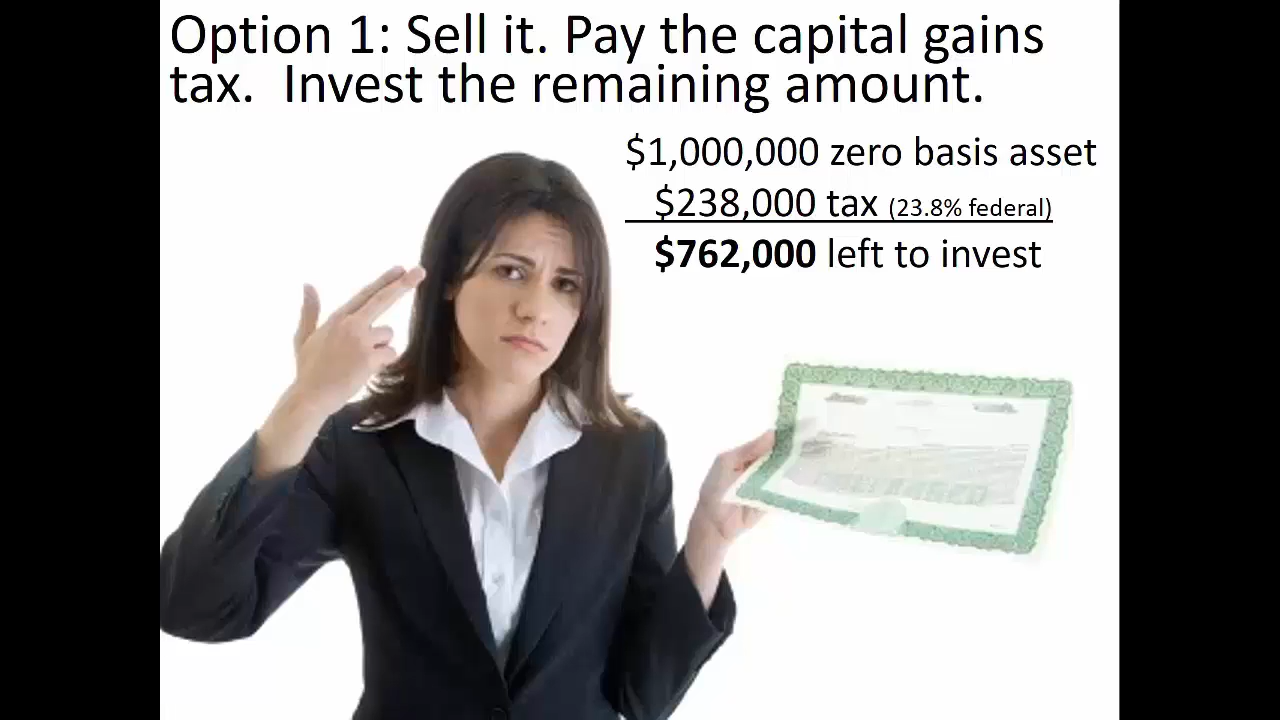 Option 1: Sell it. Pay the capital gains
tax. Invest the remaining amount.
$1,000,000 zero basis asset
$238,000 tax (23.8% federal)
$762,000 left to invest